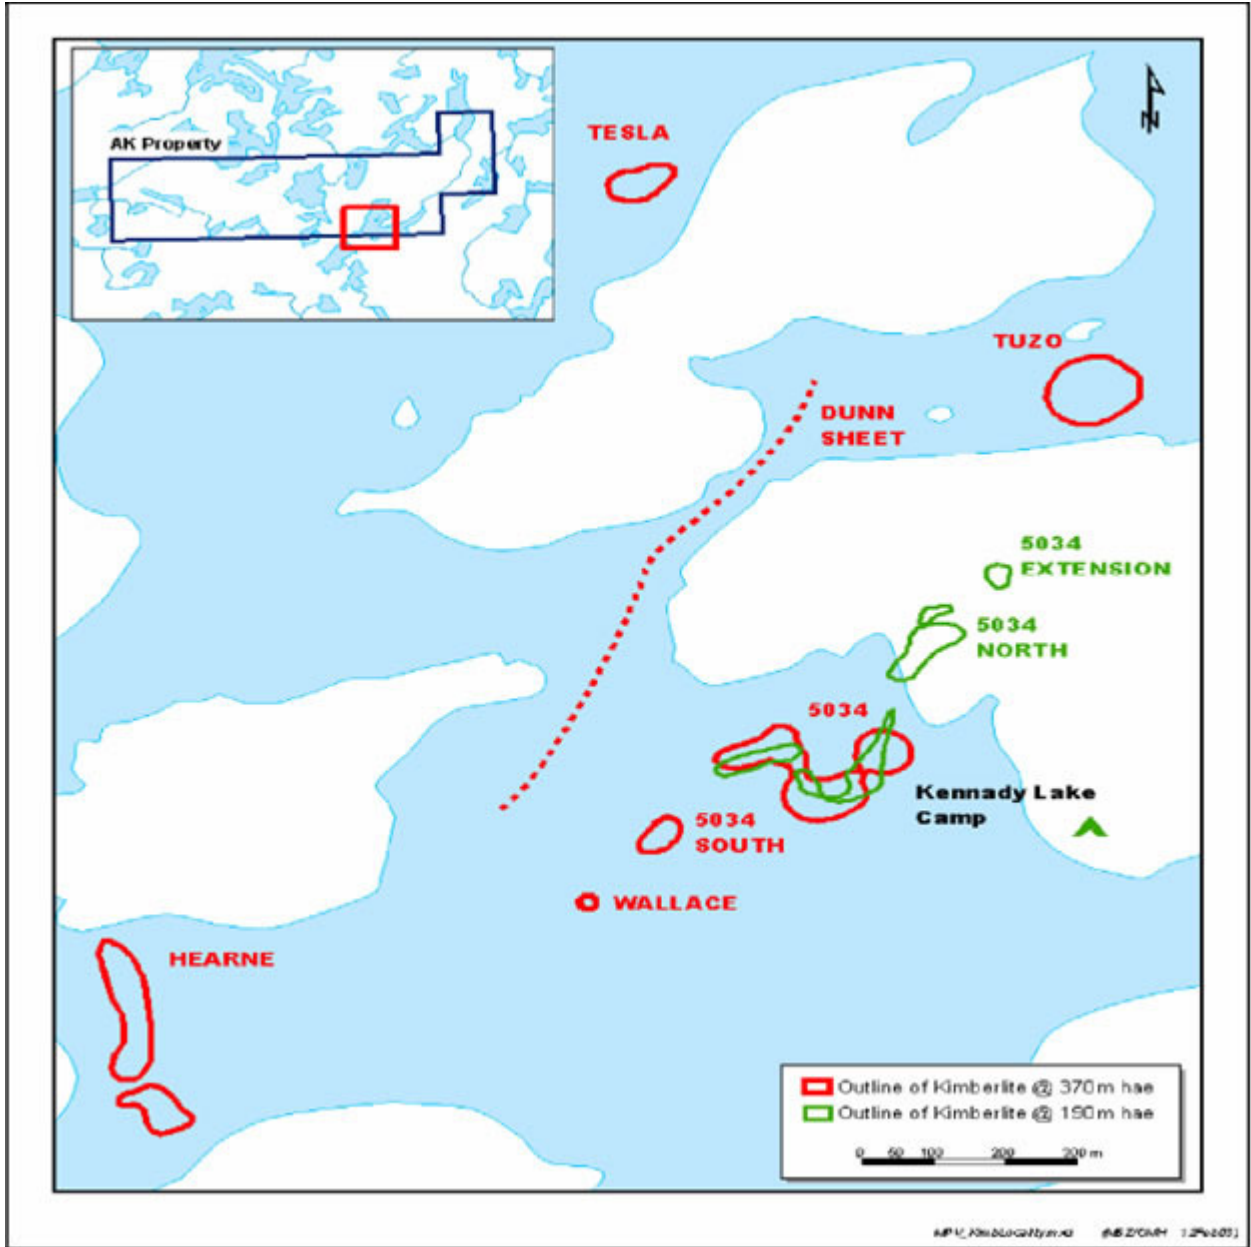 AK Property
TESLA
N
TUZO
DUNN
SHEET
5034
EXTENSION
5034
NORTH
5034
Kennady Lake
Camp
5034
SOUTH
WALLACE
HEARNE
Outline of Kimberlite @ 370m hae
Outline of Kimberlite @ 190m hae
0 50 100 200 300 m